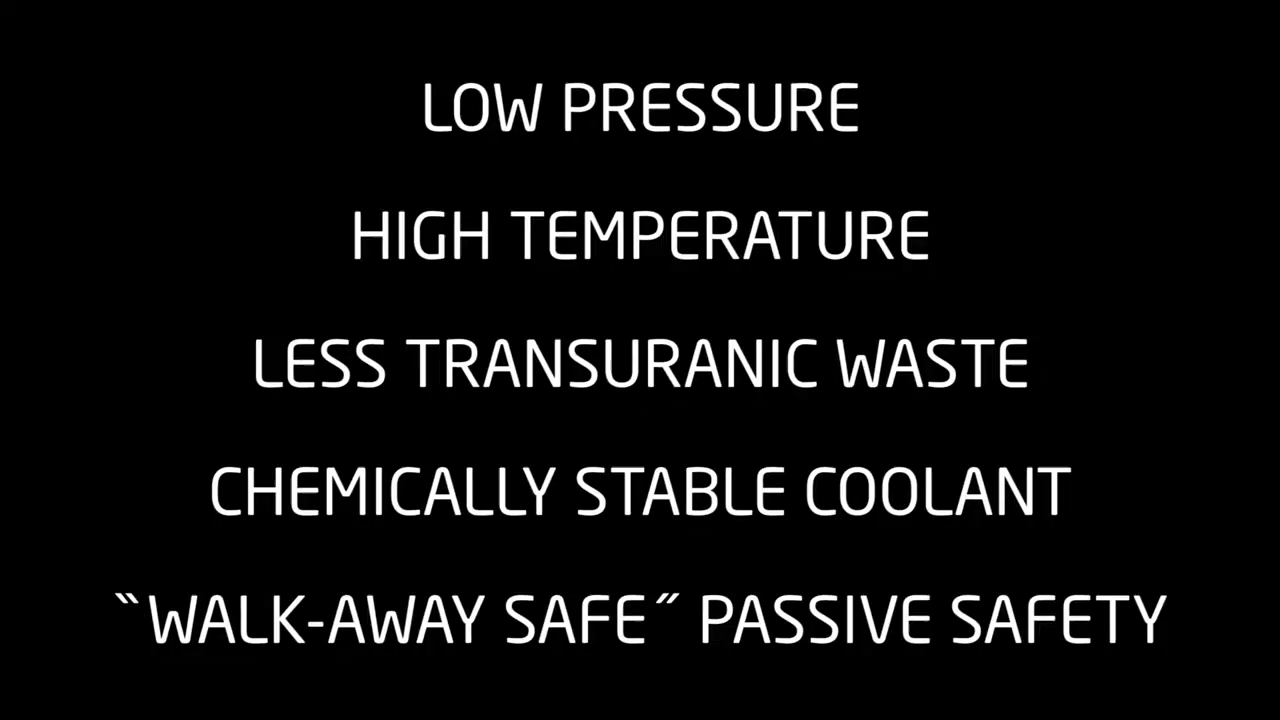 LOW PRESSURE
HIGH TEMPERATURE
LESS TRANSURANIC WASTE
CHEMICALLY STABLE COOLANT
“WALK-AWAY SAFE” PASSIVE SAFETY